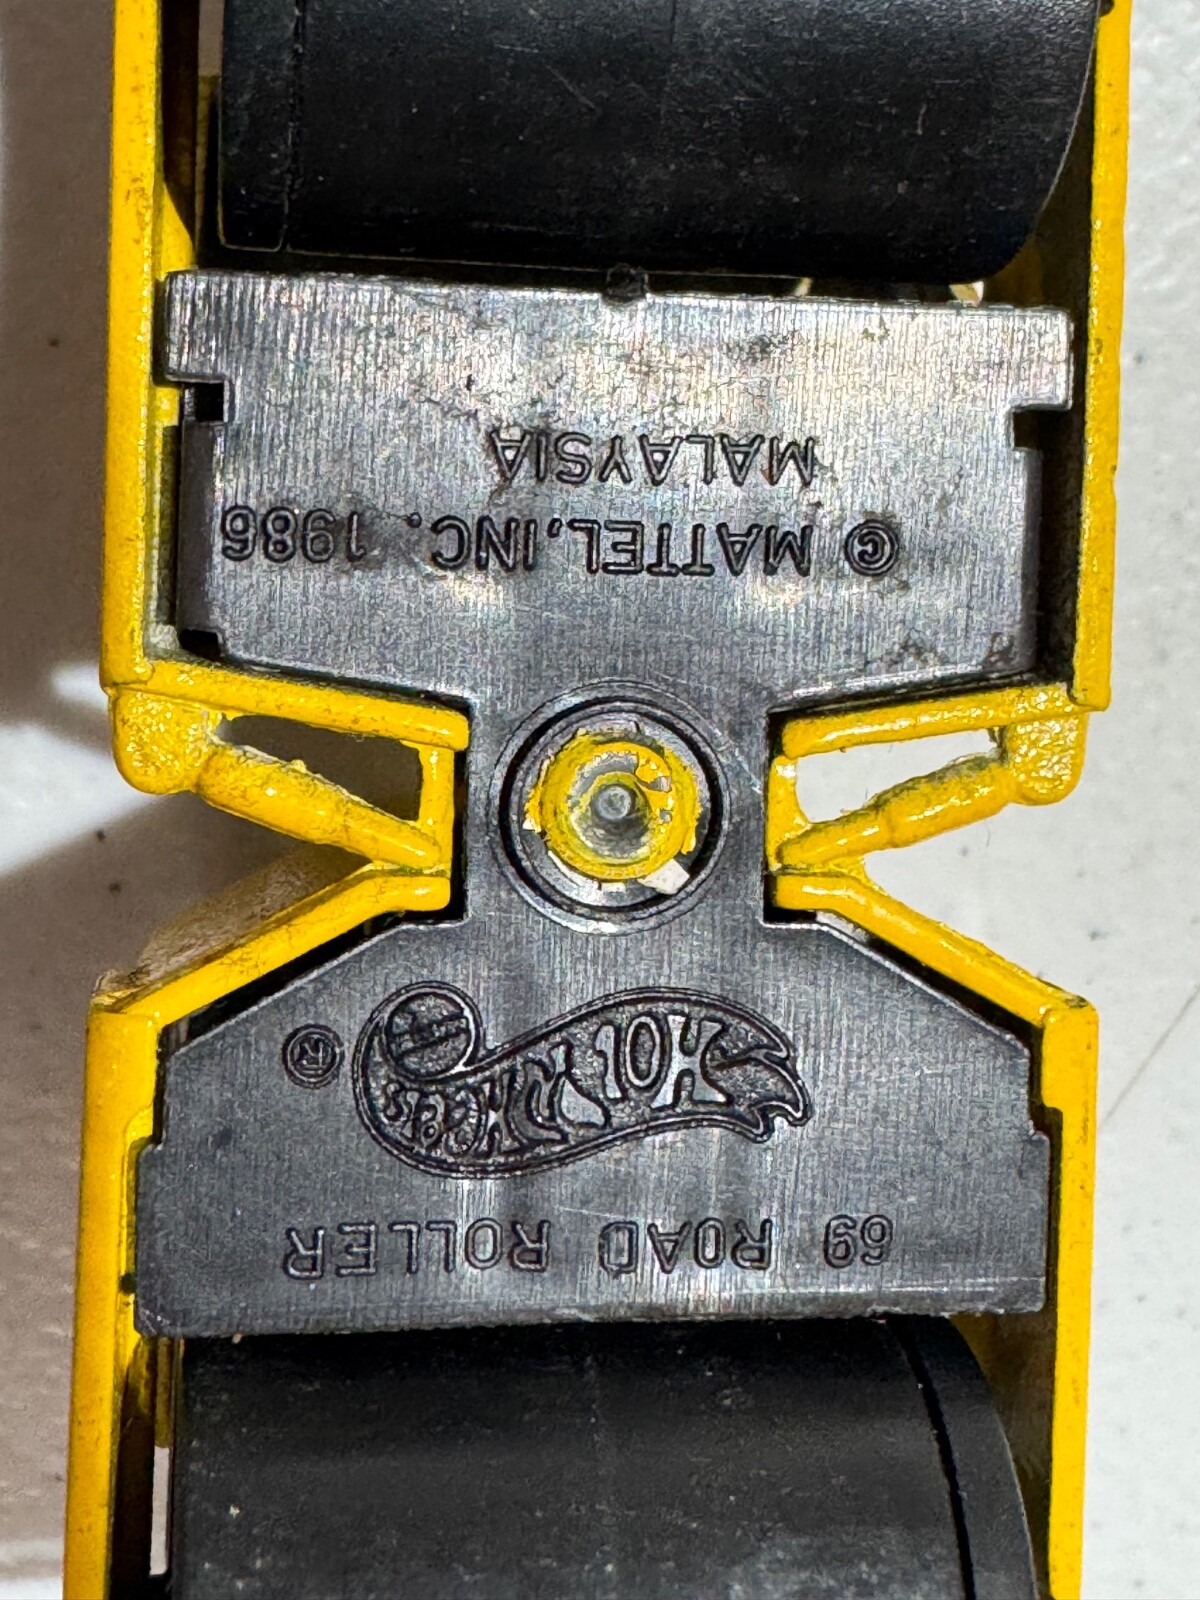 69 ROAD ROLLER
HOT WHEELS ®
© MATTEL, INC. 1986
MALAYSIA